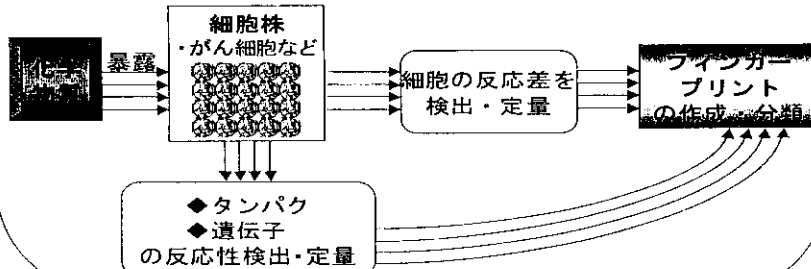 暴露
細胞株
・がん細胞など
細胞の反応差を
検出・定量
フィンガー
プリント
の作成・分類
◆タンパク
◆遺伝子
の反応性検出・定量